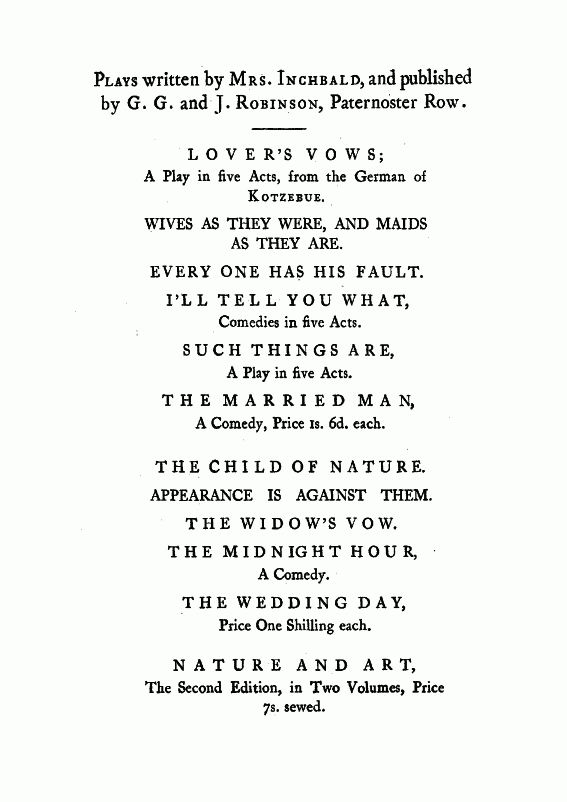 PLAYS written by MRS. INCHBALD, and published
by G. G. and J. ROBINSON, Paternoster Row.
LOVER'S VOWS;
A Play in five Acts, from the German of
KOTZEBUE.
WIVES AS THEY WERE, AND MAIDS
AS THEY ARE.
EVERY ONE HAS HIS FAULT.
I'LL TELL YOU WHAT,
Comedies in five Acts.
SUCH THINGS ARE,
A Play in five Acts.
THE MARRIED MAN,
A Comedy, Price 1s. 6d. each.
THE CHILD OF NATURE.
APPEARANCE IS AGAINST THEM.
THE WIDOW'S VOW.
THE MIDNIGHT HOUR,
A Comedy.
THE WEDDING DAY,
Price One Shilling each.
NATURE AND ART,
The Second Edition, in Two Volumes, Price
7s. sewed.